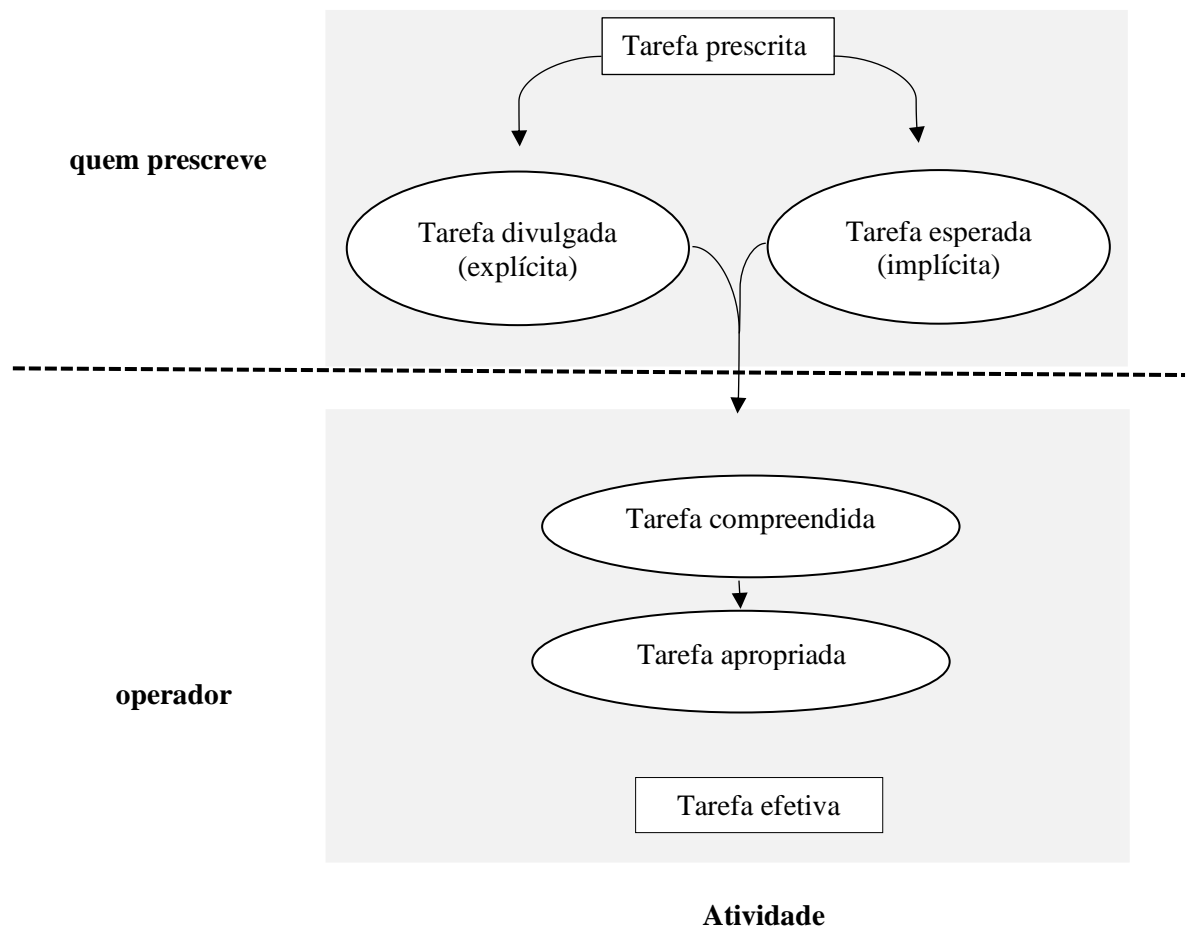 Tarefa prescrita
quem prescreve
Tarefa divulgada
(explícita)
Tarefa esperada
(implícita)
Tarefa compreendida
Tarefa apropriada
operador
Tarefa efetiva
Atividade